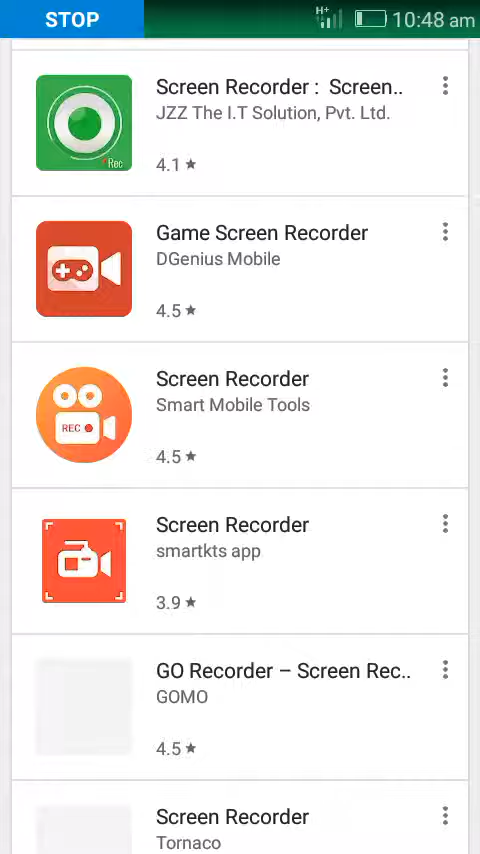 STOP H+ 10:48 am
Screen Recorder : Screen..
JZZ The I.T Solution, Pvt. Ltd.
Rec
4.1 ★
Game Screen Recorder
DGenius Mobile
4.5 ★
Screen Recorder
Smart Mobile Tools
REC
4.5 ★
Screen Recorder
smartkts app
3.9 ★
GO Recorder – Screen Rec..
GOMO
4.5 ★
Screen Recorder
Tornaco